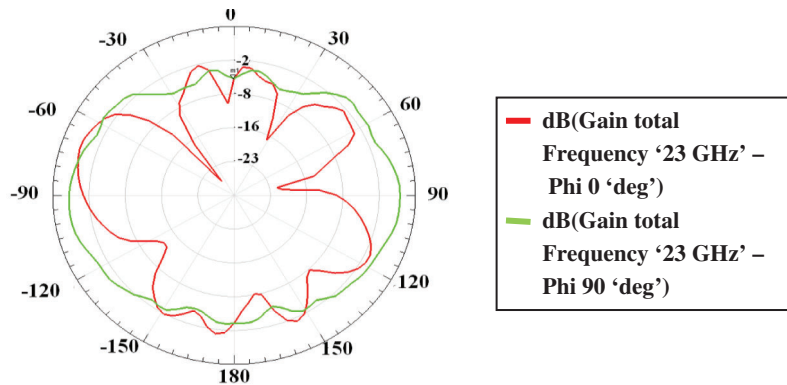 0
-30
30
-2
-8
-60
60
-16
-23
-90
90
-120
120
-150
150
180
dB(Gain total
Frequency ‘23 GHz’ –
Phi 0 ‘deg’)
dB(Gain total
Frequency ‘23 GHz’ –
Phi 90 ‘deg’)